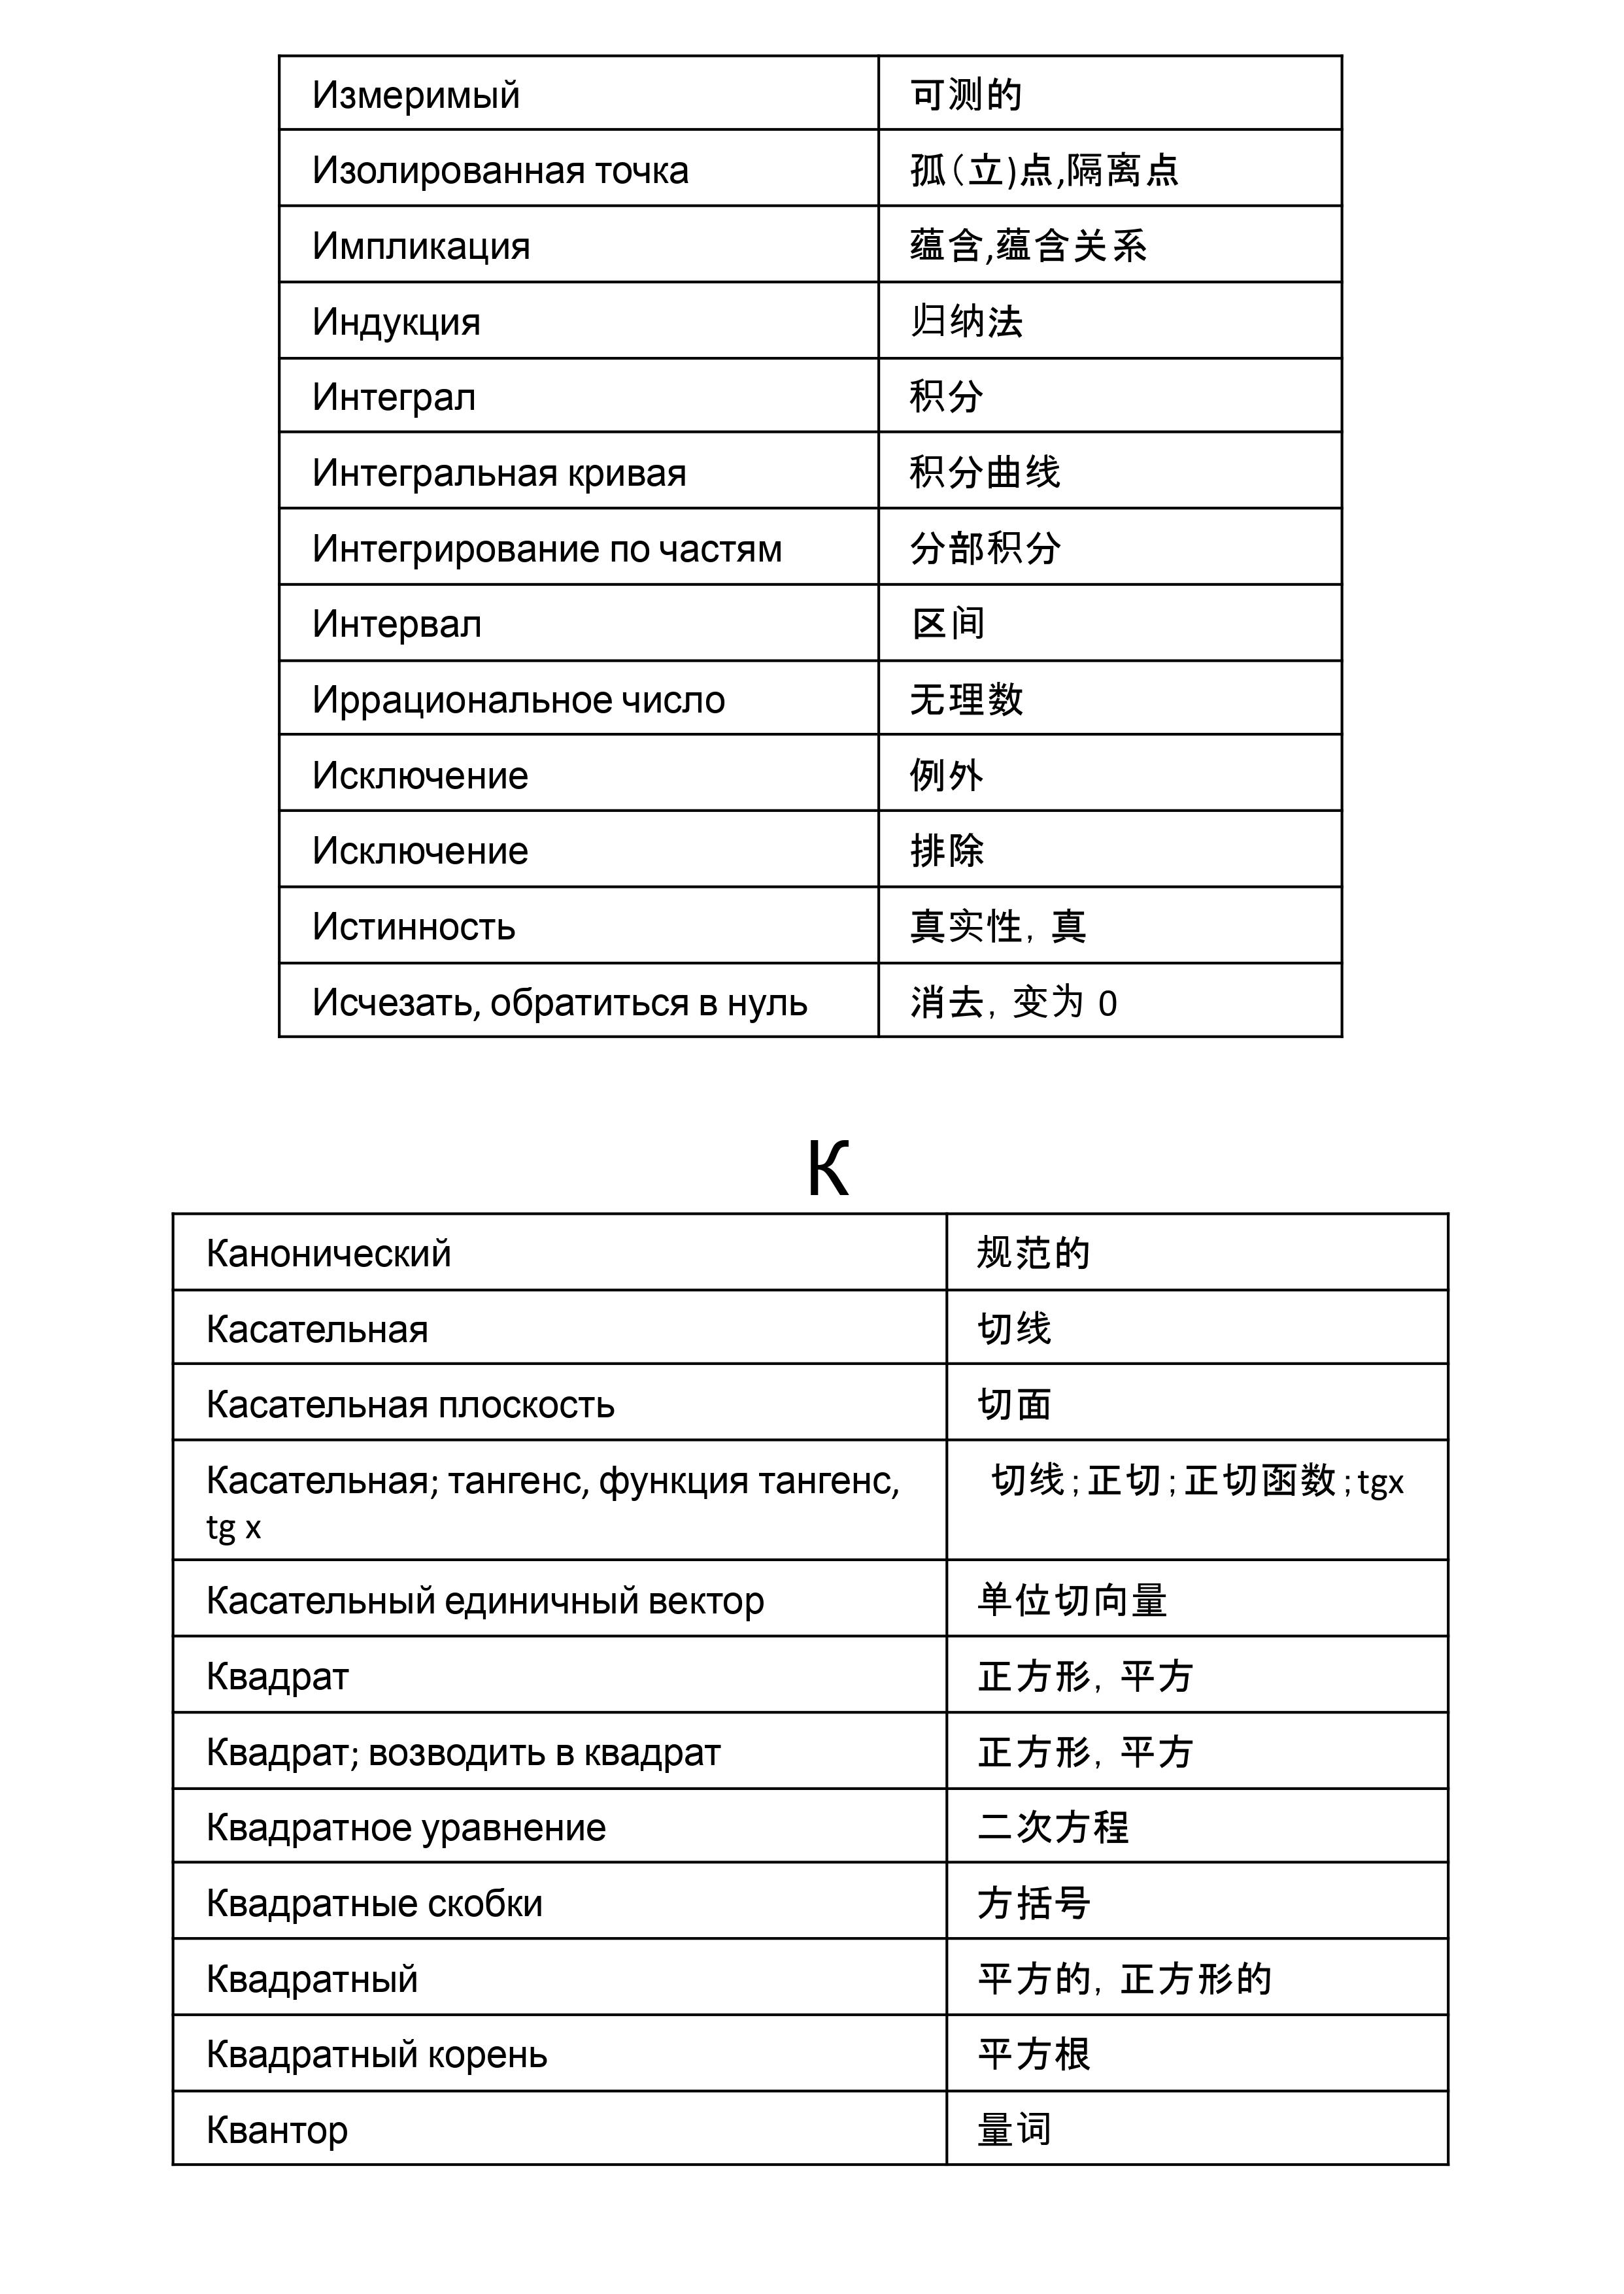 Измеримый 可测的
Изолированная точка 孤(立)点,隔离点
Импликация 蕴含,蕴含关系
Индукция 归纳法
Интеграл 积分
Интегральная кривая 积分曲线
Интегрирование по частям 分部积分
Интервал 区间
Иррациональное число 无理数
Исключение 例外
Исключение 排除
Истинность 真实性, 真
Исчезать, обратиться в нуль 消去, 变为 0
К
Канонический 规范的
Касательная 切线
Касательная плоскость 切面
Касательная; тангенс, функция тангенс, 切线;正切;正切函数;tgx
tg x
Касательный единичный вектор 单位切向量
Квадрат 正方形, 平方
Квадрат; возводить в квадрат 正方形, 平方
Квадратное уравнение 二次方程
Квадратные скобки 方括号
Квадратный 平方的, 正方形的
Квадратный корень 平方根
Квантор 量词